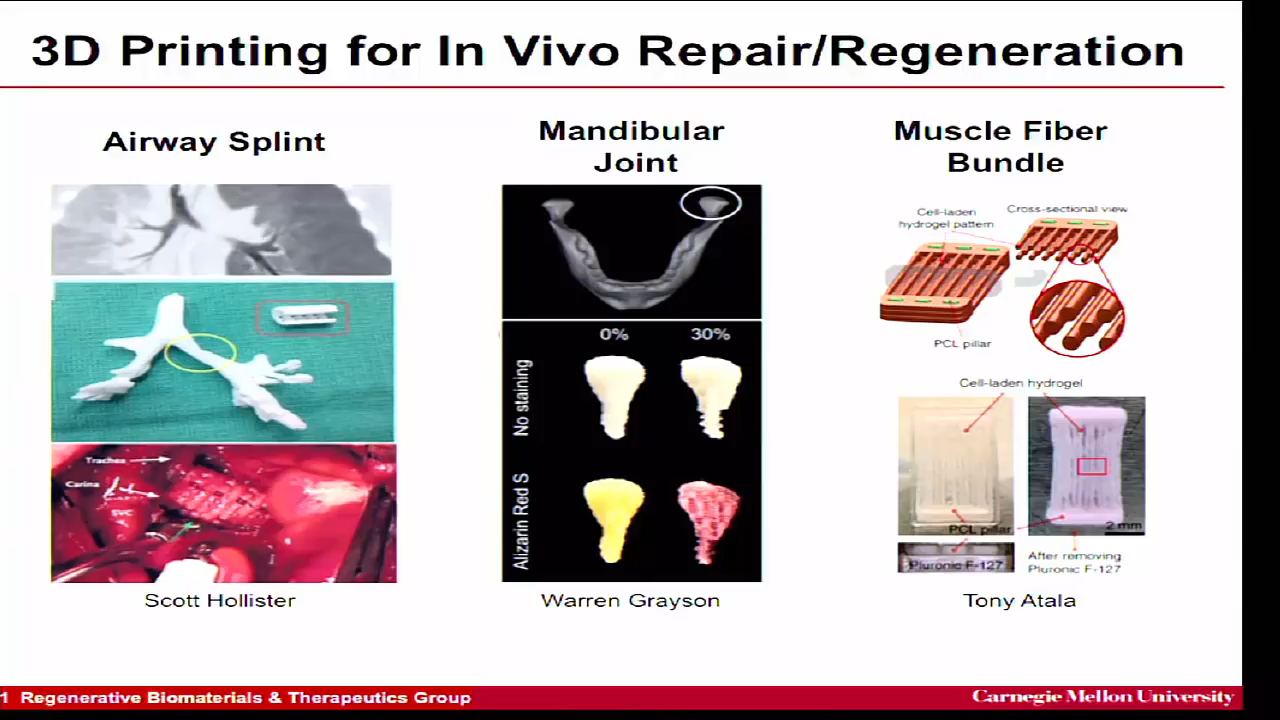 3D Printing for In Vivo Repair/Regeneration
Airway Splint
Trachea
Carina
SVC
Scott Hollister
Mandibular
Joint
0% 30%
No staining
Alizarin Red S
Warren Grayson
Muscle Fiber
Bundle
Cell-laden
hydrogel pattern
Cross-sectional view
PCL pillar
Cell-laden hydrogel
PCL pillar
2 mm
Pluronic F-127
After removing
Pluronic F-127
Tony Atala
1 Regenerative Biomaterials & Therapeutics Group
Carnegie Mellon University